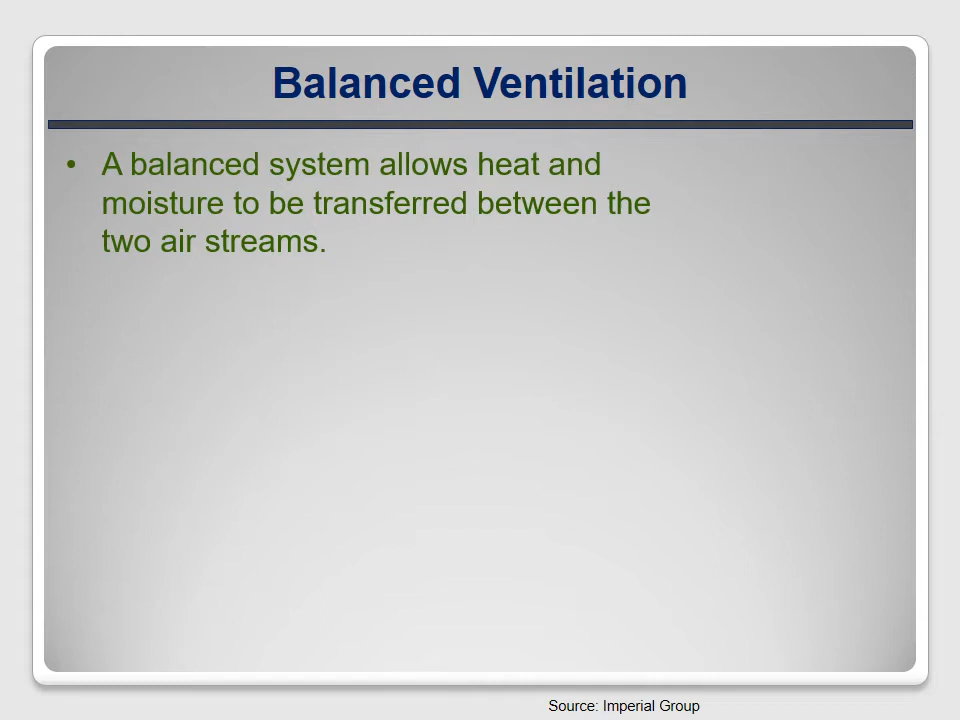 Balanced Ventilation
• A balanced system allows heat and
moisture to be transferred between the
two air streams.
Source: Imperial Group